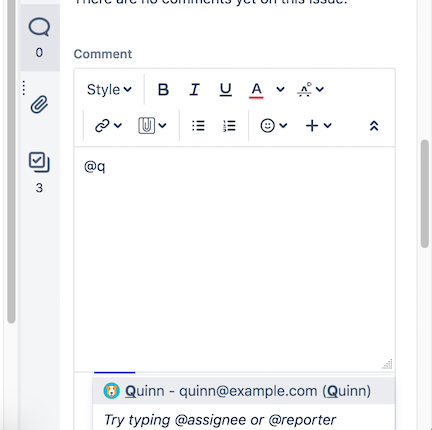 There are no comments yet on this issue.
0
3
Comment
Style
B I U A
@q
Quinn - quinn@example.com (Quinn)
Try typing @assignee or @reporter